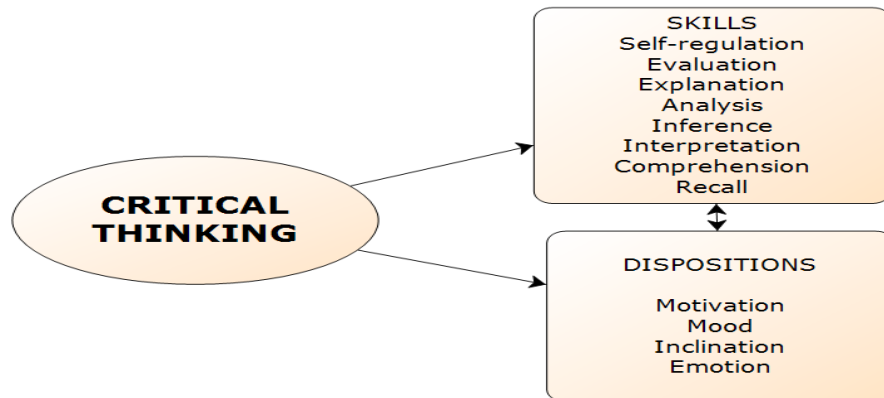 CRITICAL
THINKING
SKILLS
Self-regulation
Evaluation
Explanation
Analysis
Inference
Interpretation
Comprehension
Recall
DISPOSITIONS
Motivation
Mood
Inclination
Emotion